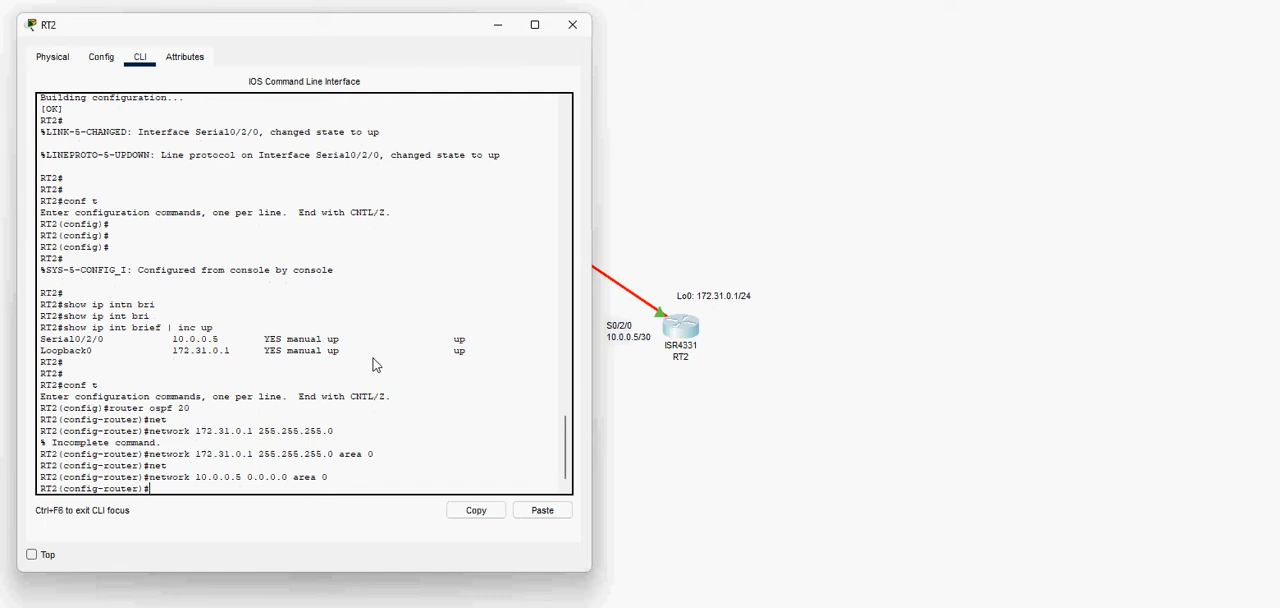 RT2
Physical Config CLI Attributes
IOS Command Line Interface
Building configuration...
[OK]
RT2#
%LINK-5-CHANGED: Interface Serial0/2/0, changed state to up
%LINEPROTO-5-UPDOWN: Line protocol on Interface Serial0/2/0, changed state to up
RT2#
RT2#
RT2#conf t
Enter configuration commands, one per line.  End with CNTL/Z.
RT2(config)#
RT2(config)#
RT2(config)#
RT2#
%SYS-5-CONFIG_I: Configured from console by console
RT2#
RT2#show ip intn bri
RT2#show ip int bri
RT2#show ip int brief | inc up
Serial0/2/0 10.0.0.5 YES manual up up
Loopback0 172.31.0.1 YES manual up up
RT2#
RT2#
RT2#conf t
Enter configuration commands, one per line.  End with CNTL/Z.
RT2(config)#router ospf 20
RT2(config-router)#net
RT2(config-router)#network 172.31.0.1 255.255.255.0
% Incomplete command.
RT2(config-router)#network 172.31.0.1 255.255.255.0 area 0
RT2(config-router)#net
RT2(config-router)#network 10.0.0.5 0.0.0.0 area 0
RT2(config-router)#
Ctrl+F6 to exit CLI focus
Copy Paste
Top
Lo0: 172.31.0.1/24
S0/2/0
10.0.0.5/30
ISR4331
RT2